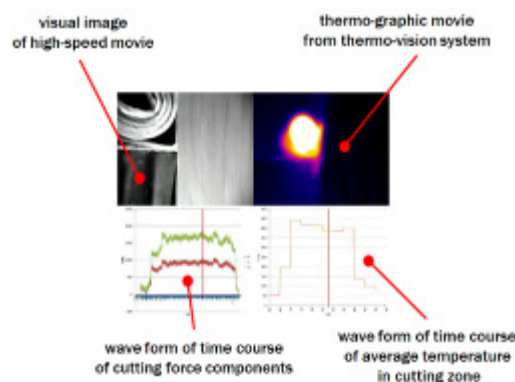 visual image
of high-speed movie
thermo-graphic movie
from thermo-vision system
wave form of time course
of cutting force components
wave form of time course
of average temperature
in cutting zone